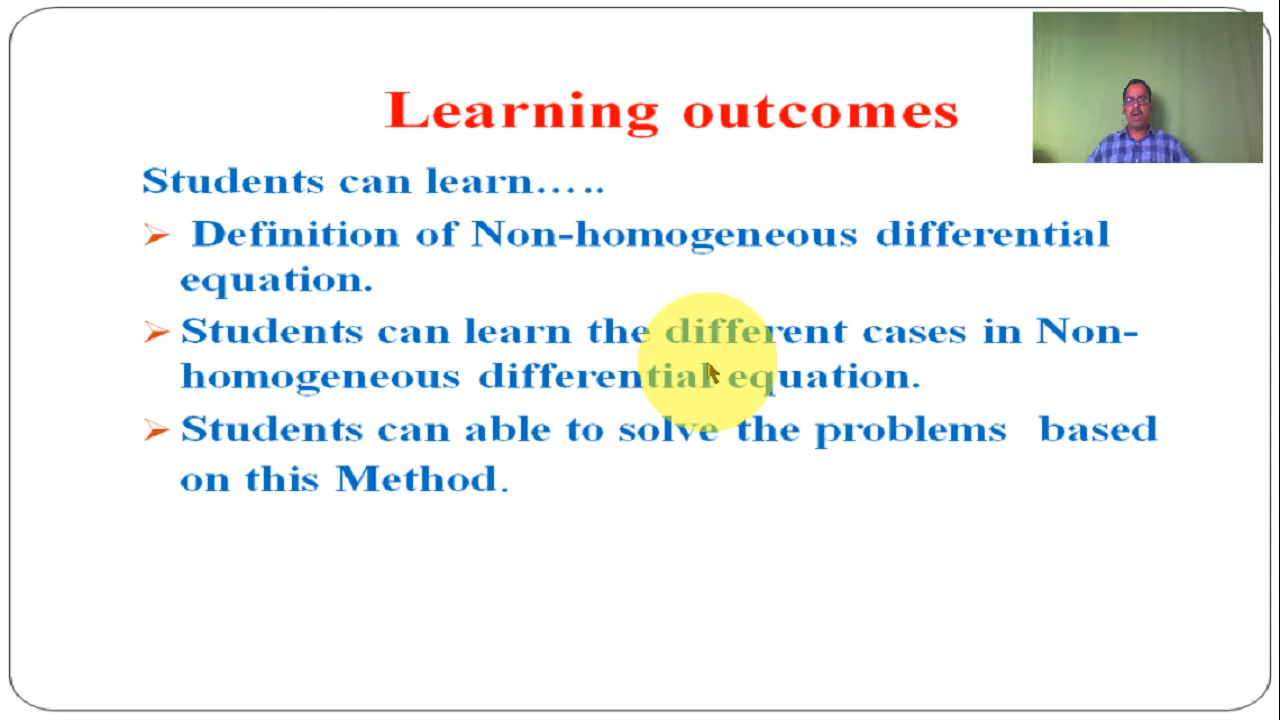 Learning outcomes
Students can learn…..
Definition of Non-homogeneous differential
equation.
Students can learn the different cases in Non-
homogeneous differential equation.
Students can able to solve the problems based
on this Method.